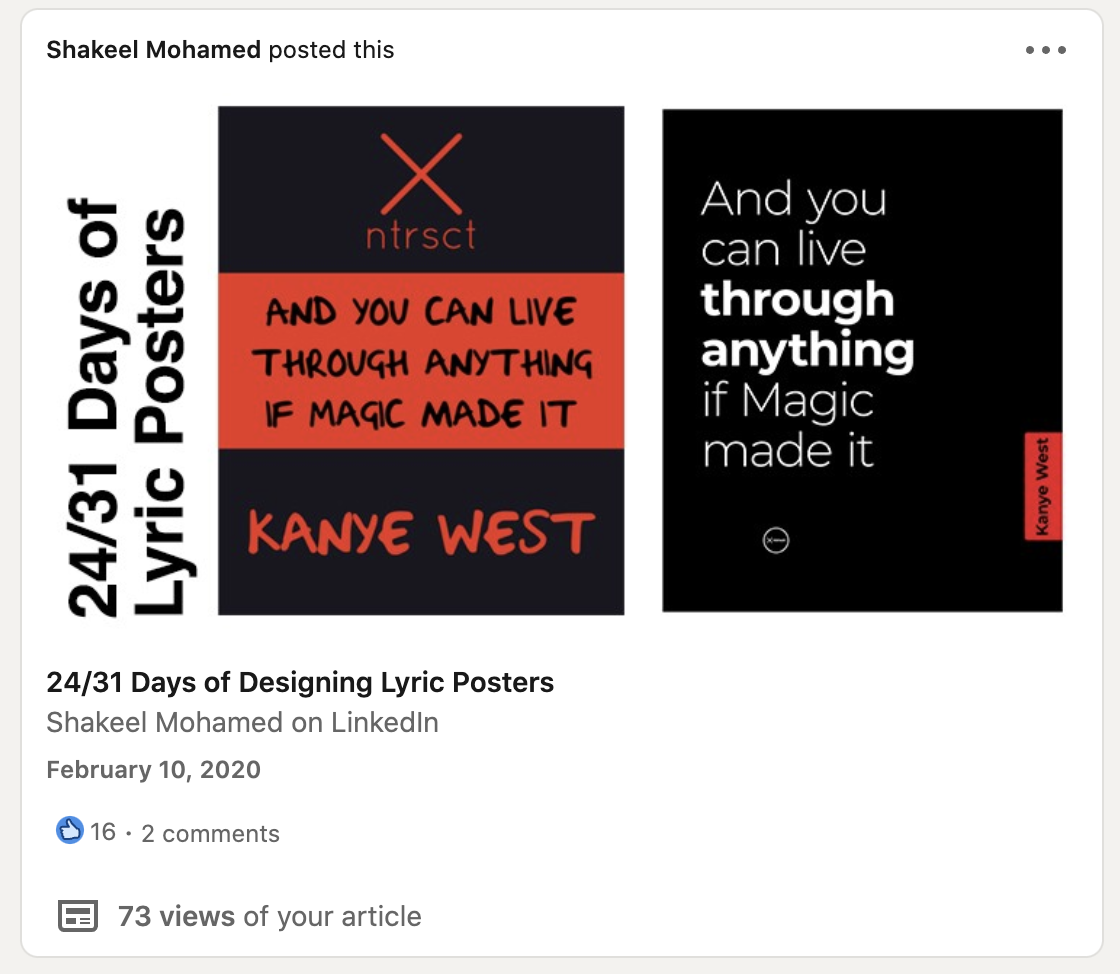 Shakeel Mohamed posted this
24/31 Days of
Lyric Posters
ntrsct
AND YOU CAN LIVE
THROUGH ANYTHING
IF MAGIC MADE IT
KANYE WEST
And you
can live
through
anything
if Magic
made it
Kanye West
24/31 Days of Designing Lyric Posters
Shakeel Mohamed on LinkedIn
February 10, 2020
16 · 2 comments
73 views of your article